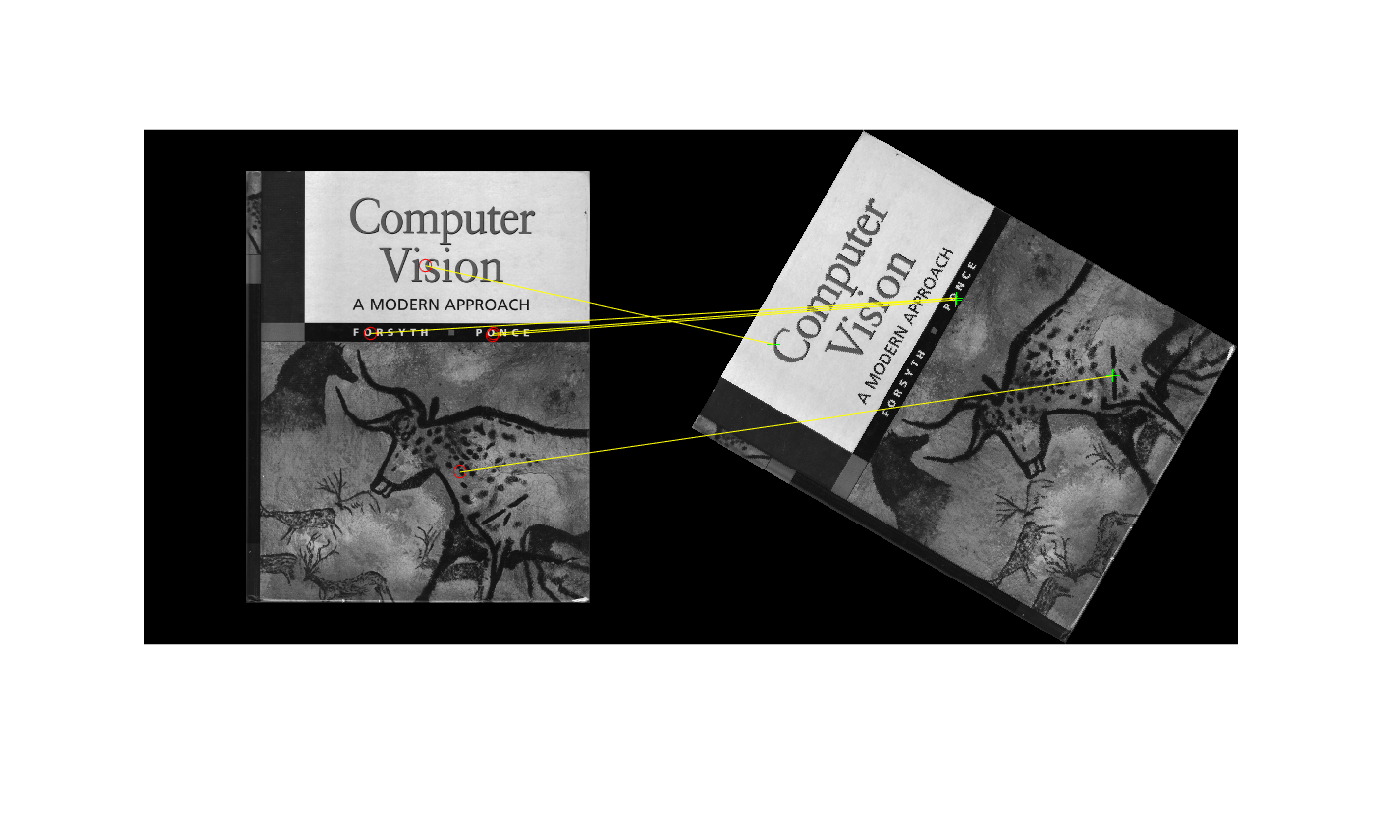 Computer
Vision
A MODERN APPROACH
FORSYTH ■ PONCE
Computer
Vision
A MODERN APPROACH
FORSYTH ■ PONCE